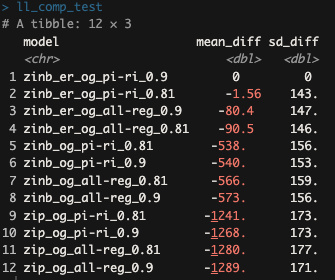 > ll_comp_test
# A tibble: 12 × 3
model mean_diff sd_diff
<chr> <dbl> <dbl>
1 zinb_er_og_pi-ri_0.9 0 0
2 zinb_er_og_pi-ri_0.81 -1.56 143.
3 zinb_er_og_all-reg_0.9 -80.4 147.
4 zinb_er_og_all-reg_0.81 -90.5 146.
5 zinb_og_pi-ri_0.81 -538. 156.
6 zinb_og_pi-ri_0.9 -540. 153.
7 zinb_og_all-reg_0.81 -566. 159.
8 zinb_og_all-reg_0.9 -573. 156.
9 zip_og_pi-ri_0.81 -1241. 173.
10 zip_og_pi-ri_0.9 -1268. 173.
11 zip_og_all-reg_0.81 -1280. 177.
12 zip_og_all-reg_0.9 -1289. 171.